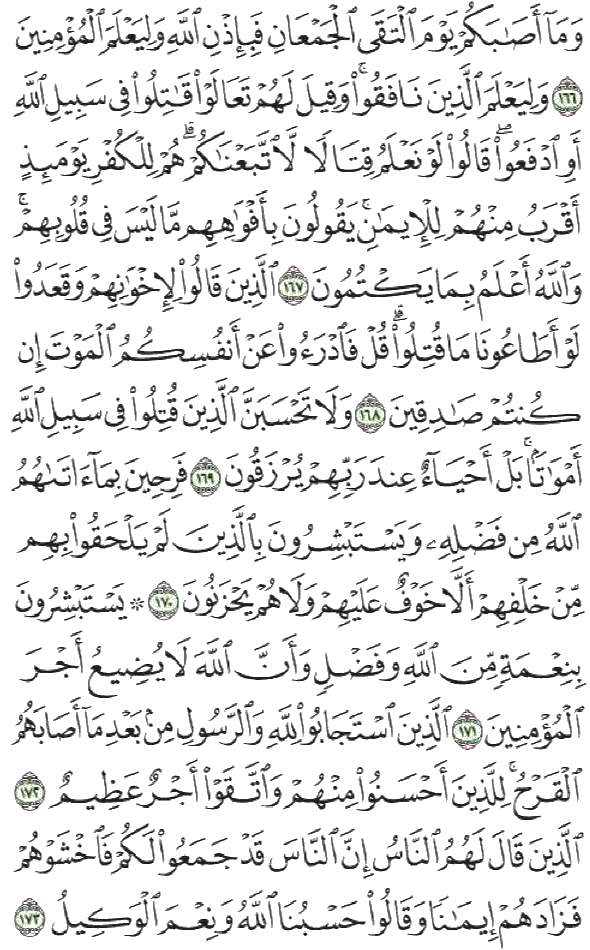 وَمَآ أَصَٰبَكُمْ يَوْمَ ٱلْتَقَى ٱلْجَمْعَانِ فَبِإِذْنِ ٱللَّهِ وَلِيَعْلَمَ ٱلْمُؤْمِنِينَ
١٦٦ وَلِيَعْلَمَ ٱلَّذِينَ نَافَقُوا۟ ۚ وَقِيلَ لَهُمْ تَعَالَوْا۟ قَٰتِلُوا۟ فِى سَبِيلِ ٱللَّهِ
أَوِ ٱدْفَعُوا۟ ۖ قَالُوا۟ لَوْ نَعْلَمُ قِتَالًا لَّٱتَّبَعْنَٰكُمْ ۗ هُمْ لِلْكُفْرِ يَوْمَئِذٍ
أَقْرَبُ مِنْهُمْ لِلْإِيمَٰنِ ۚ يَقُولُونَ بِأَفْوَٰهِهِم مَّا لَيْسَ فِى قُلُوبِهِمْ ۗ
وَٱللَّهُ أَعْلَمُ بِمَا يَكْتُمُونَ ١٦٧ ٱلَّذِينَ قَالُوا۟ لِإِخْوَٰنِهِمْ وَقَعَدُوا۟
لَوْ أَطَاعُونَا مَا قُتِلُوا۟ ۗ قُلْ فَٱدْرَءُوا۟ عَنْ أَنفُسِكُمُ ٱلْمَوْتَ إِن
كُنتُمْ صَٰدِقِينَ ١٦٨ وَلَا تَحْسَبَنَّ ٱلَّذِينَ قُتِلُوا۟ فِى سَبِيلِ ٱللَّهِ
أَمْوَٰتًۢا ۚ بَلْ أَحْيَآءٌ عِندَ رَبِّهِمْ يُرْزَقُونَ ١٦٩ فَرِحِينَ بِمَآ ءَاتَىٰهُمُ
ٱللَّهُ مِن فَضْلِهِۦ وَيَسْتَبْشِرُونَ بِٱلَّذِينَ لَمْ يَلْحَقُوا۟ بِهِم
مِّنْ خَلْفِهِمْ أَلَّا خَوْفٌ عَلَيْهِمْ وَلَا هُمْ يَحْزَنُونَ ١٧٠ ۞ يَسْتَبْشِرُونَ
بِنِعْمَةٍ مِّنَ ٱللَّهِ وَفَضْلٍ وَأَنَّ ٱللَّهَ لَا يُضِيعُ أَجْرَ
ٱلْمُؤْمِنِينَ ١٧١ ٱلَّذِينَ ٱسْتَجَابُوا۟ لِلَّهِ وَٱلرَّسُولِ مِنۢ بَعْدِ مَآ أَصَابَهُمُ
ٱلْقَرْحُ ۚ لِلَّذِينَ أَحْسَنُوا۟ مِنْهُمْ وَٱتَّقَوْا۟ أَجْرٌ عَظِيمٌ ١٧٢
ٱلَّذِينَ قَالَ لَهُمُ ٱلنَّاسُ إِنَّ ٱلنَّاسَ قَدْ جَمَعُوا۟ لَكُمْ فَٱخْشَوْهُمْ
فَزَادَهُمْ إِيمَٰنًا وَقَالُوا۟ حَسْبُنَا ٱللَّهُ وَنِعْمَ ٱلْوَكِيلُ ١٧٣